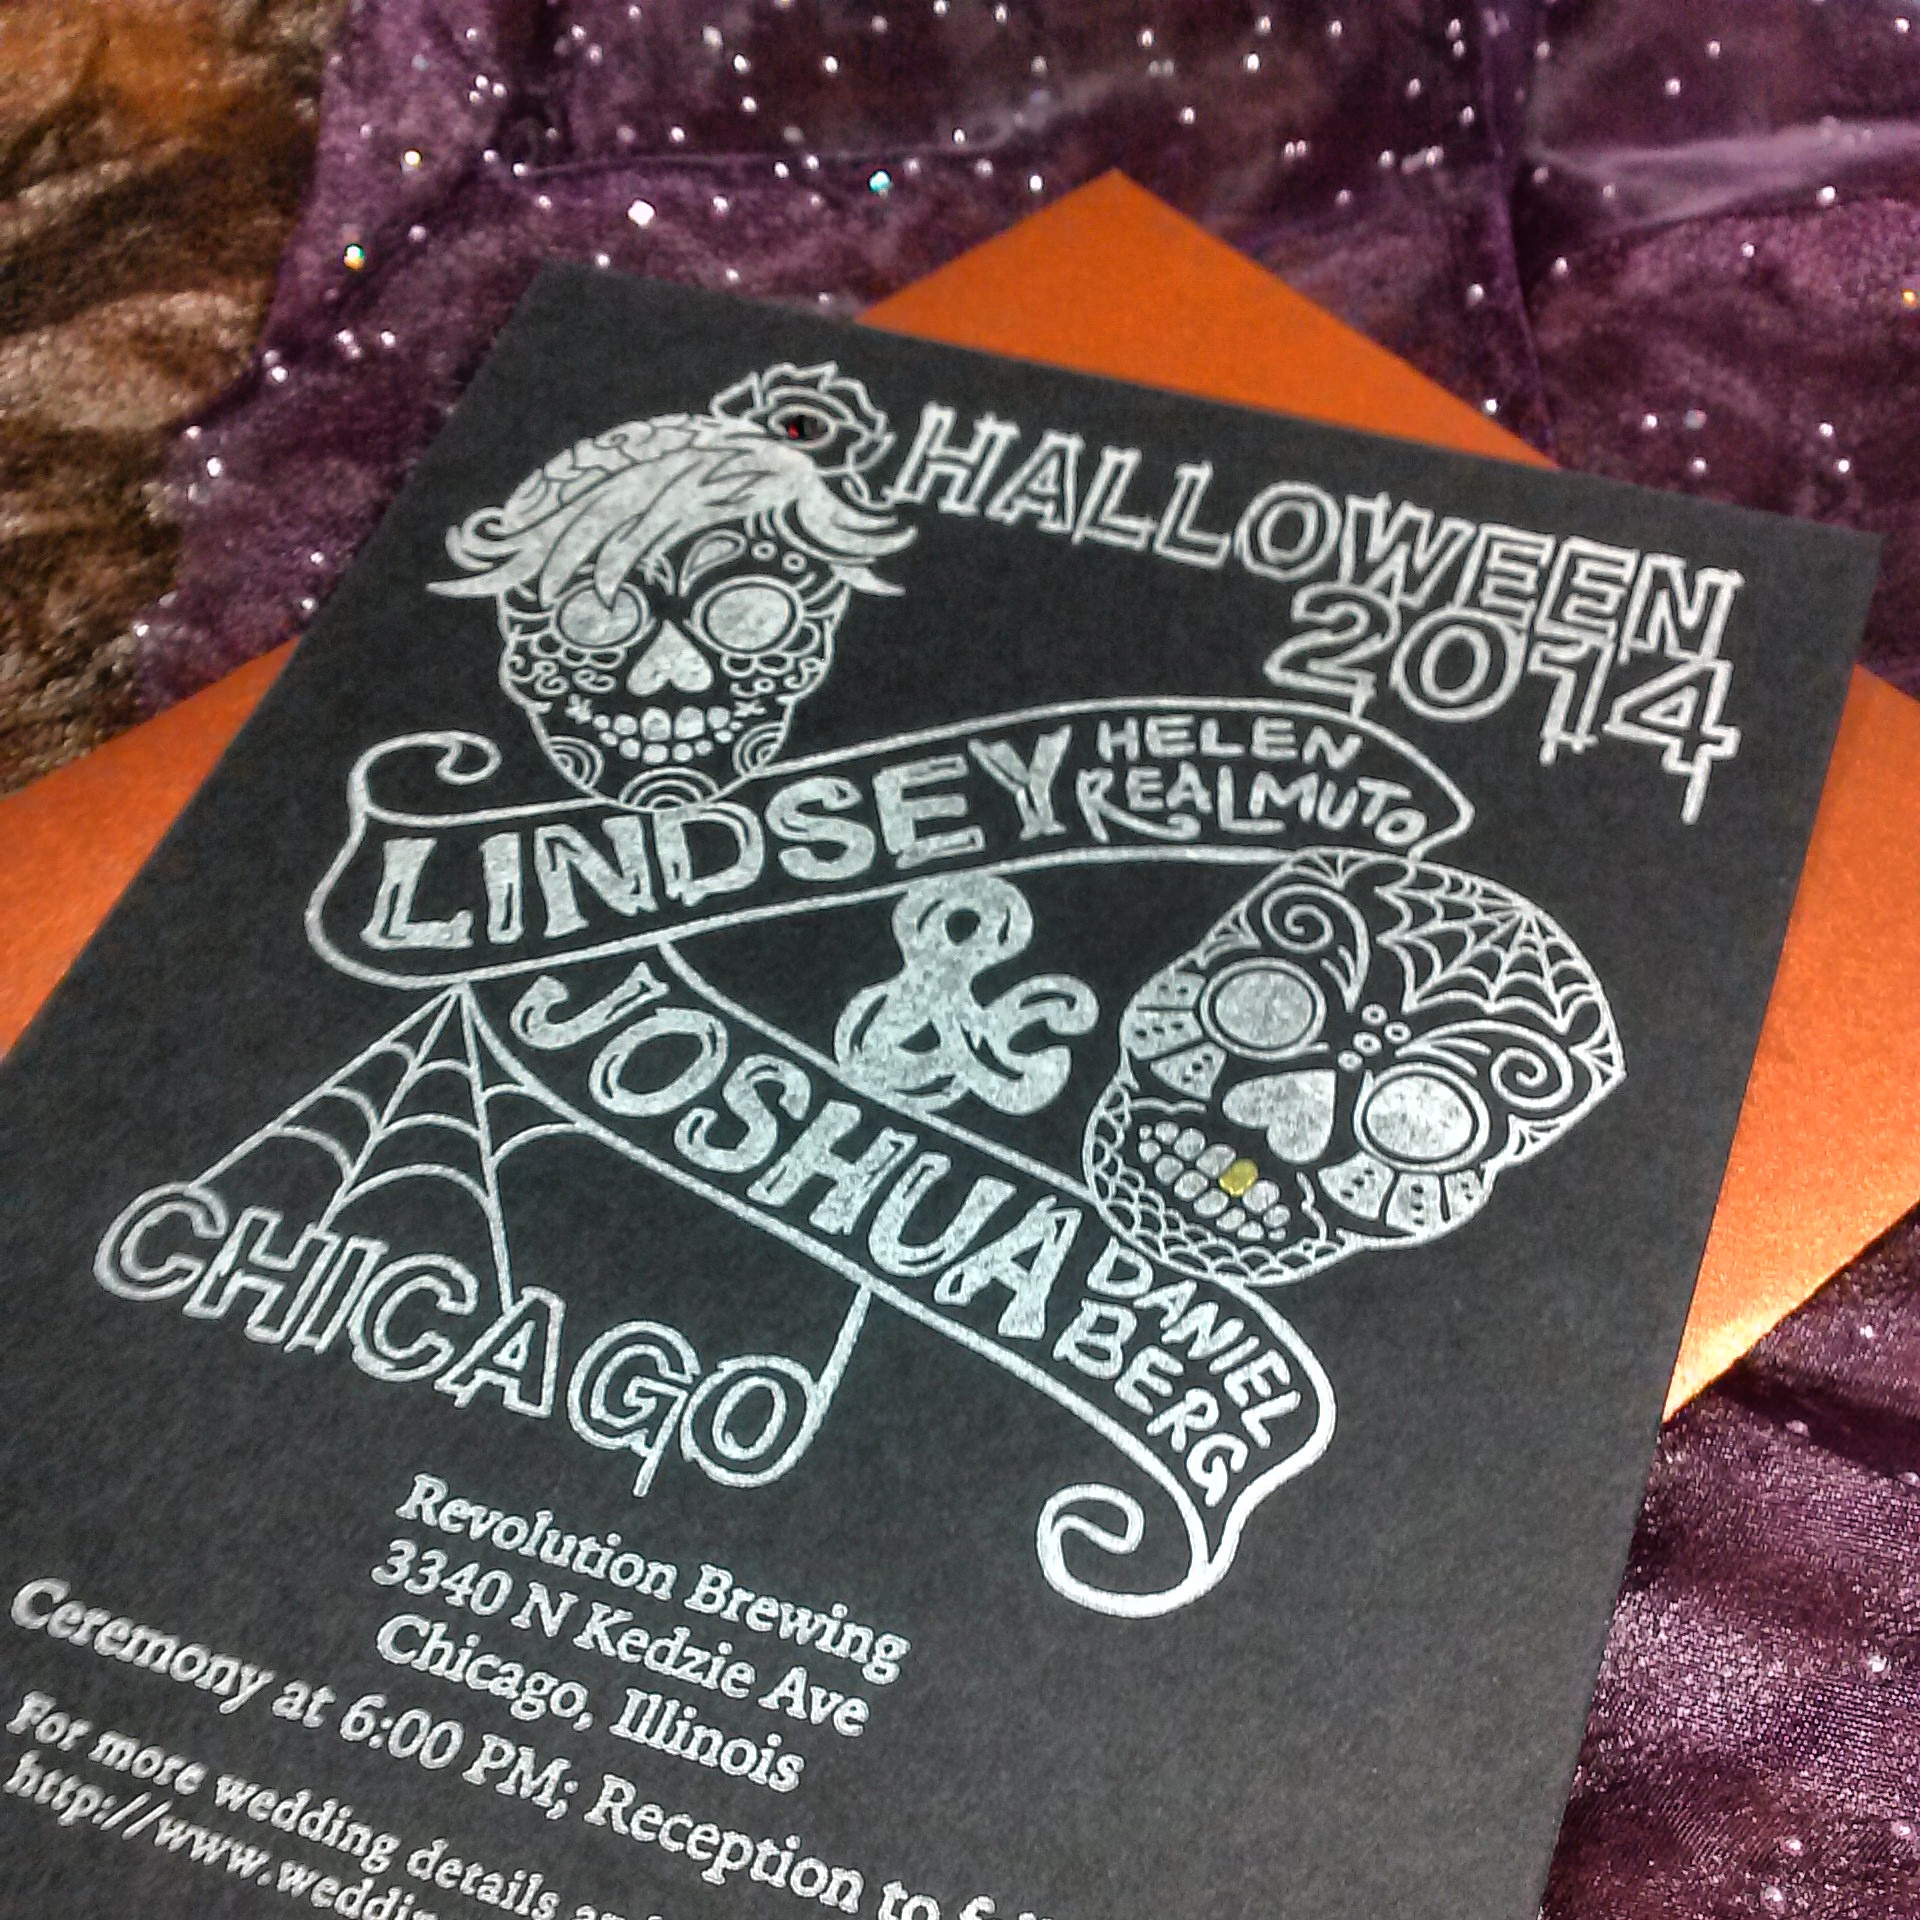 HALLOWEEN
2014
LINDSEY HELEN
REALMUTO
&
JOSHUA DANIEL
BERG
CHICAGO
Revolution Brewing
3340 N Kedzie Ave
Chicago, Illinois
Ceremony at 6:00 PM; Reception to
For more wedding details
http://www.weddin